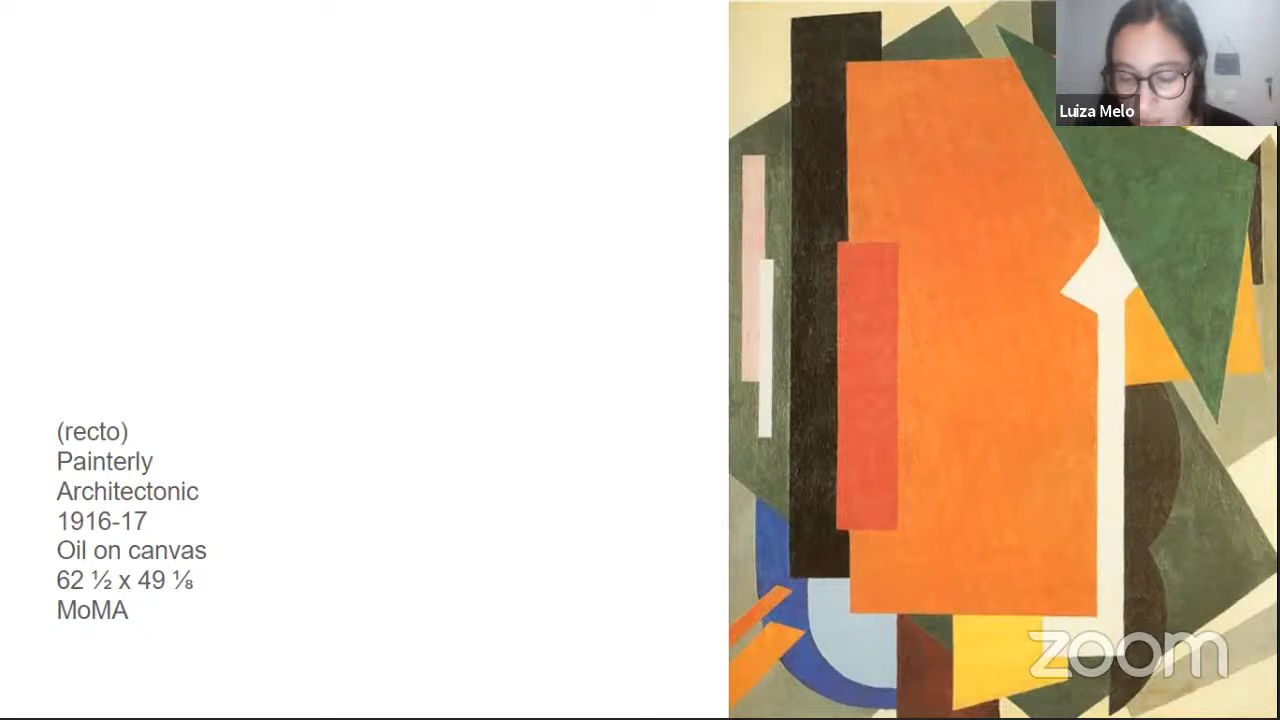 Luiza Melo
(recto)
Painterly
Architectonic
1916-17
Oil on canvas
62 ½ x 49 ⅛
MoMA
zoom